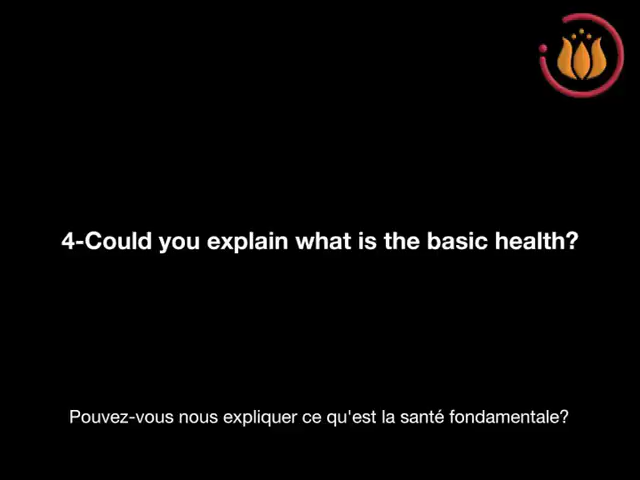 4-Could you explain what is the basic health?
Pouvez-vous nous expliquer ce qu'est la santé fondamentale?